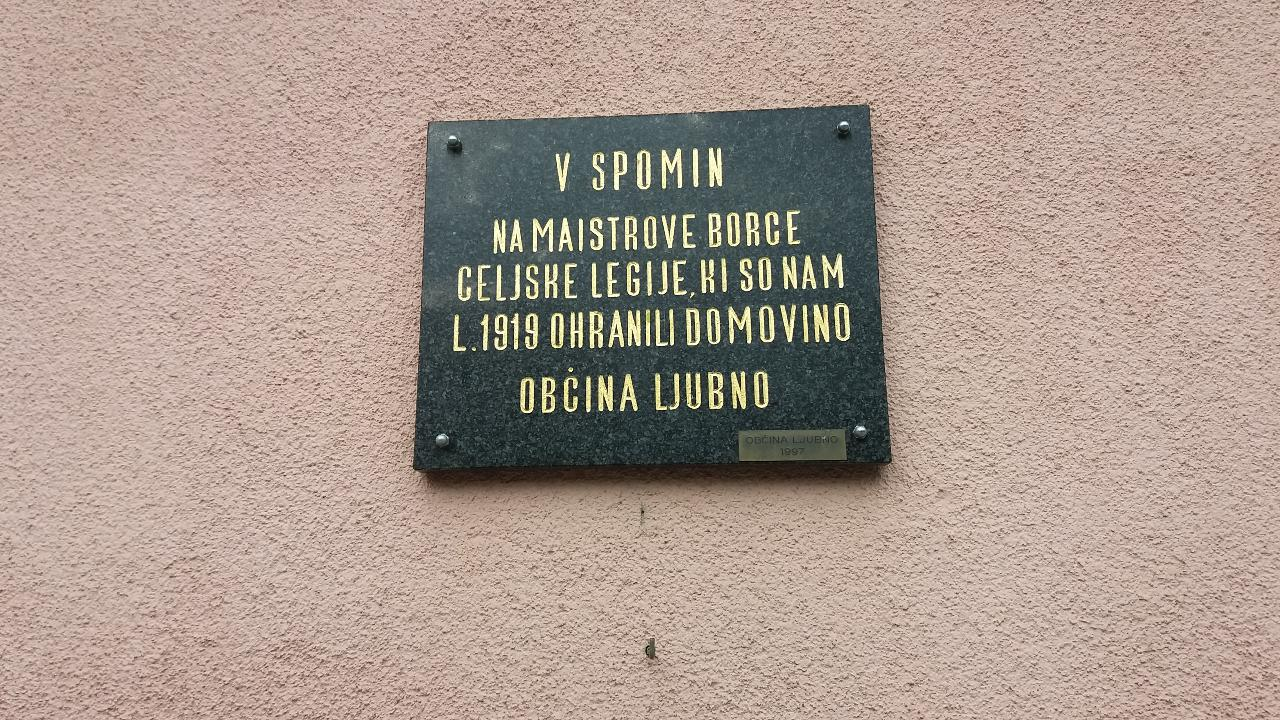 V SPOMIN
NA MAISTROVE BORCE
CELJSKE LEGIJE, KI SO NAM
L. 1919 OHRANILI DOMOVINO
OBČINA LJUBNO
OBČINA LJUBNO
1997